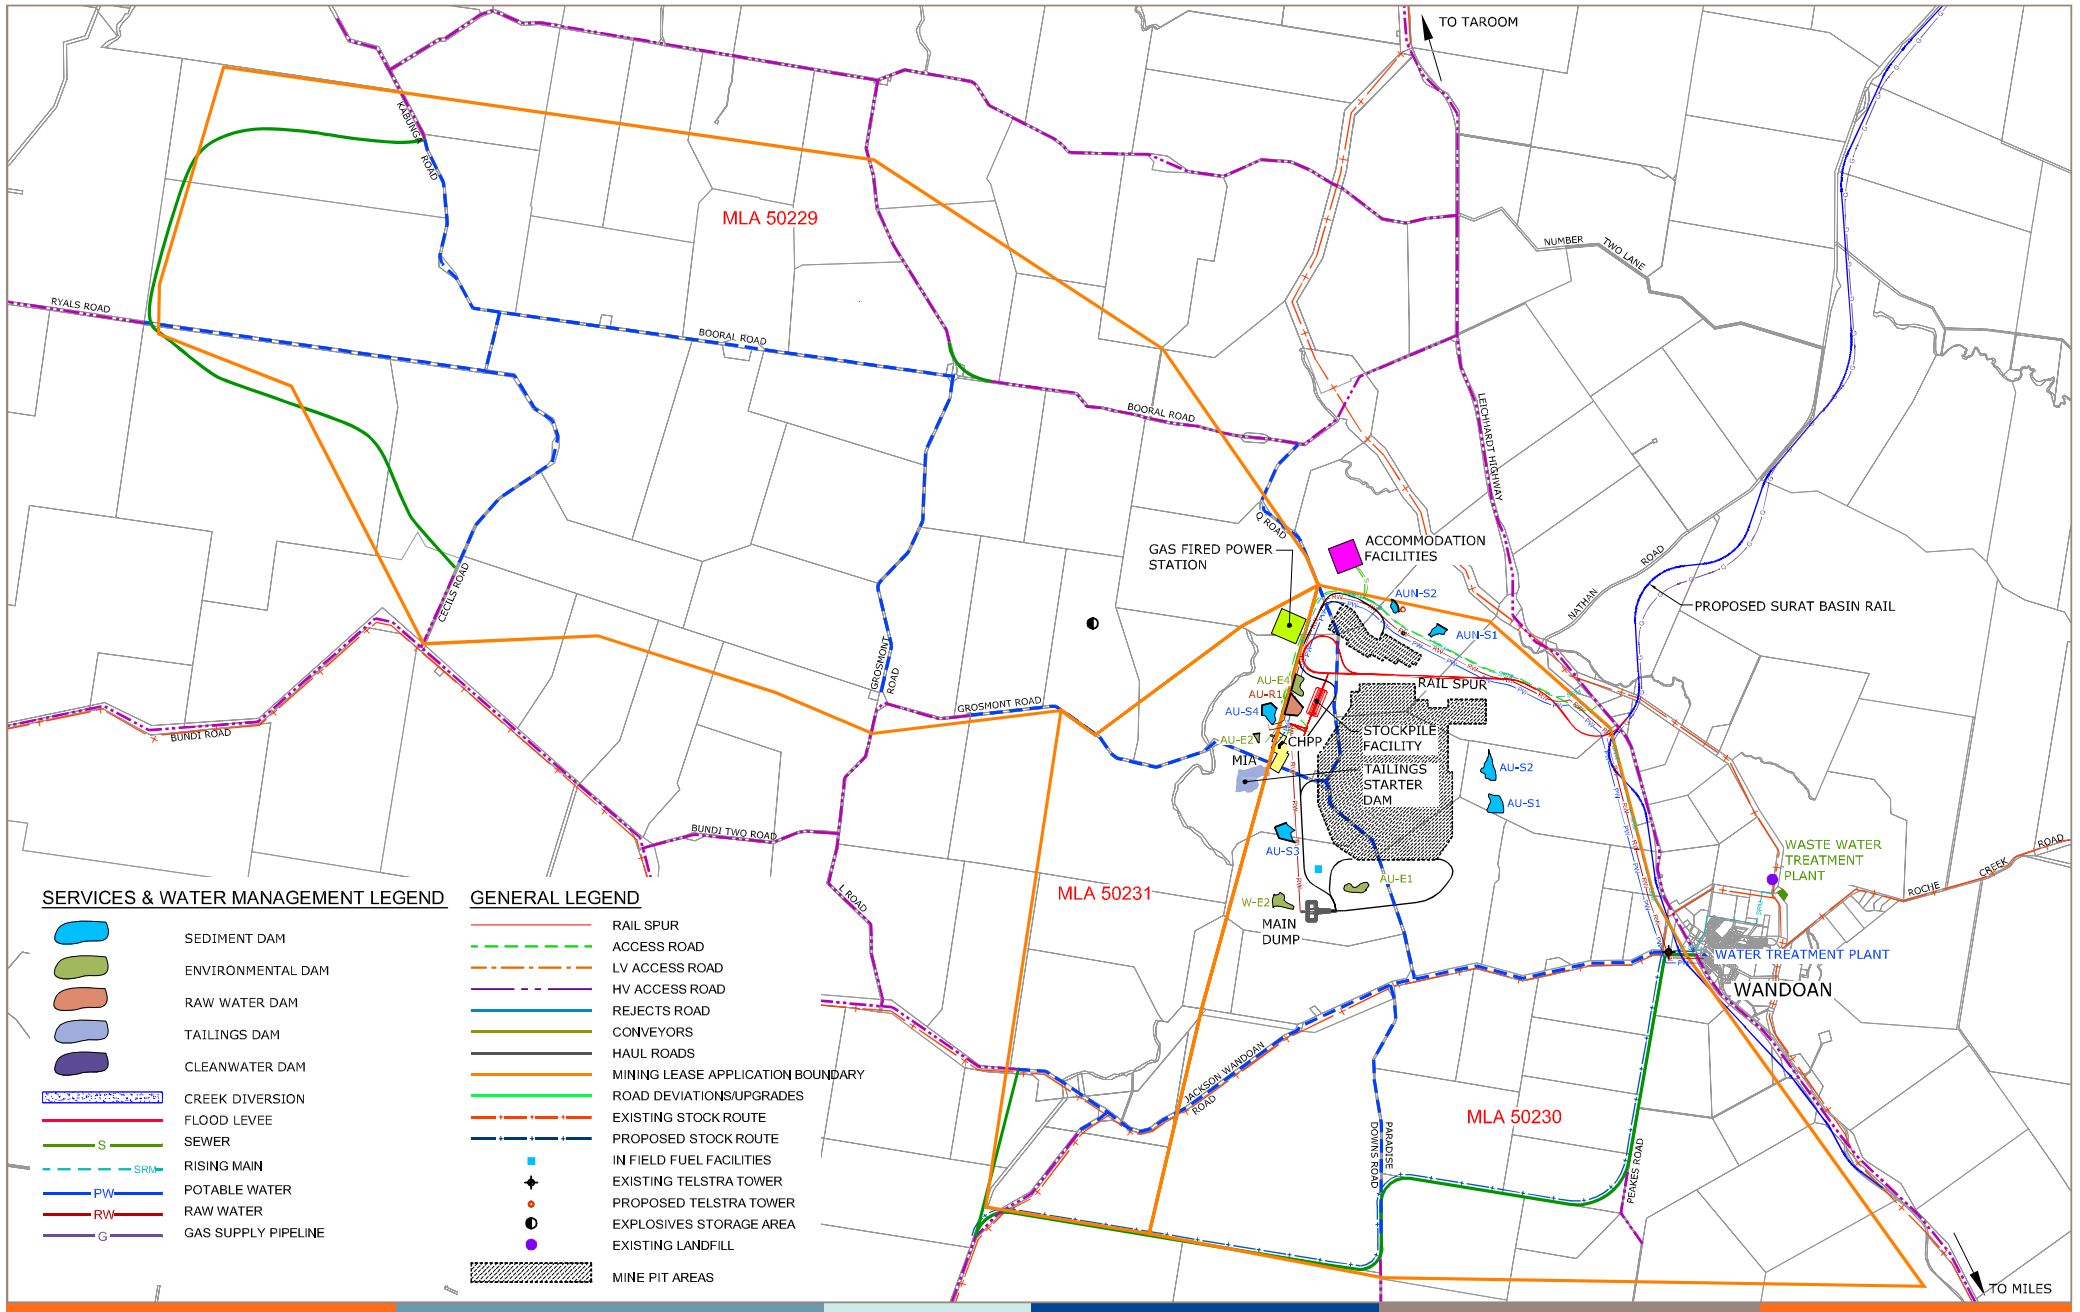 TO TAROOM
KABUNGA
ROAD
MLA 50229
NUMBER
TWO LANE
RYALS ROAD
BOORAL ROAD
BOORAL ROAD
LEICHHARDT HIGHWAY
Q ROAD
ACCOMMODATION
FACILITIES
GAS FIRED POWER
STATION
NATHAN
ROAD
CECILS ROAD
AUN-S2
PROPOSED SURAT BASIN RAIL
AUN-S1
GROSMONT
ROAD
GROSMONT ROAD
AU-E4
AU-R1
RAIL SPUR
AU-S4
BUNDI ROAD
AU-E2
CHPP
STOCKPILE
FACILITY
MIA
TAILINGS
STARTER
DAM
AU-S2
AU-S1
BUNDI TWO ROAD
AU-S3
WASTE WATER
TREATMENT
PLANT
L ROAD
MLA 50231
AU-E1
W-E2
MAIN
DUMP
ROCHE
CREEK
ROAD
SRM
WATER TREATMENT PLANT
WANDOAN
JACKSON WANDOAN
ROAD
MLA 50230
PARADISE
DOWNS ROAD
PEAKES ROAD
TO MILES
SERVICES & WATER MANAGEMENT LEGEND
SEDIMENT DAM
ENVIRONMENTAL DAM
RAW WATER DAM
TAILINGS DAM
CLEANWATER DAM
CREEK DIVERSION
FLOOD LEVEE
S SEWER
SRM RISING MAIN
PW POTABLE WATER
RW RAW WATER
G GAS SUPPLY PIPELINE
GENERAL LEGEND
RAIL SPUR
ACCESS ROAD
LV ACCESS ROAD
HV ACCESS ROAD
REJECTS ROAD
CONVEYORS
HAUL ROADS
MINING LEASE APPLICATION BOUNDARY
ROAD DEVIATIONS/UPGRADES
EXISTING STOCK ROUTE
PROPOSED STOCK ROUTE
IN FIELD FUEL FACILITIES
EXISTING TELSTRA TOWER
PROPOSED TELSTRA TOWER
EXPLOSIVES STORAGE AREA
EXISTING LANDFILL
MINE PIT AREAS